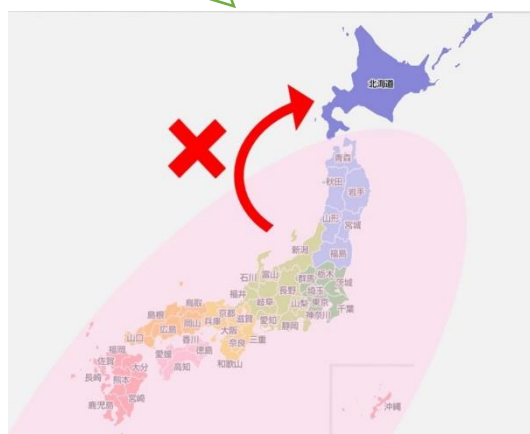 北海道
青森
秋田
岩手
山形
宮城
新潟
福島
石川
富山
群馬
栃木
茨城
福井
長野
埼玉
岐阜
山梨
東京
千葉
神奈川
鳥取
島根
京都
滋賀
愛知
静岡
岡山
兵庫
広島
大阪
三重
山口
香川
奈良
福岡
愛媛
徳島
和歌山
佐賀
大分
高知
長崎
熊本
宮崎
鹿児島
沖縄